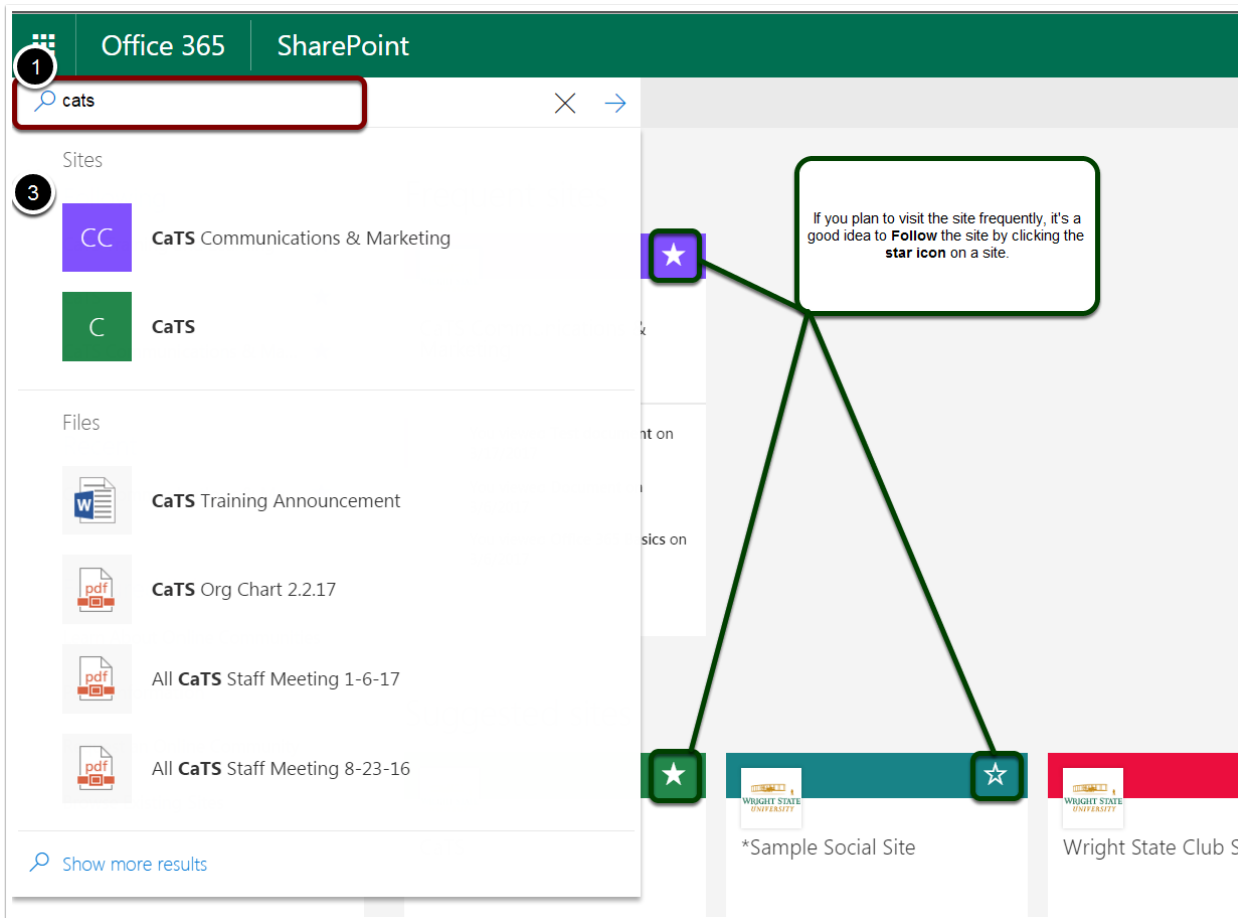 Office 365
SharePoint
1
cats
Sites
3
CC
CaTS Communications & Marketing
C
CaTS
If you plan to visit the site frequently, it's a
good idea to Follow the site by clicking the
star icon on a site.
&
nt on
sics on
Files
W
CaTS Training Announcement
pdf
CaTS Org Chart 2.2.17
pdf
All CaTS Staff Meeting 1-6-17
pdf
All CaTS Staff Meeting 8-23-16
Show more results
WRIGHT STATE
UNIVERSITY
*Sample Social Site
WRIGHT STATE
UNIVERSITY
Wright State Club S